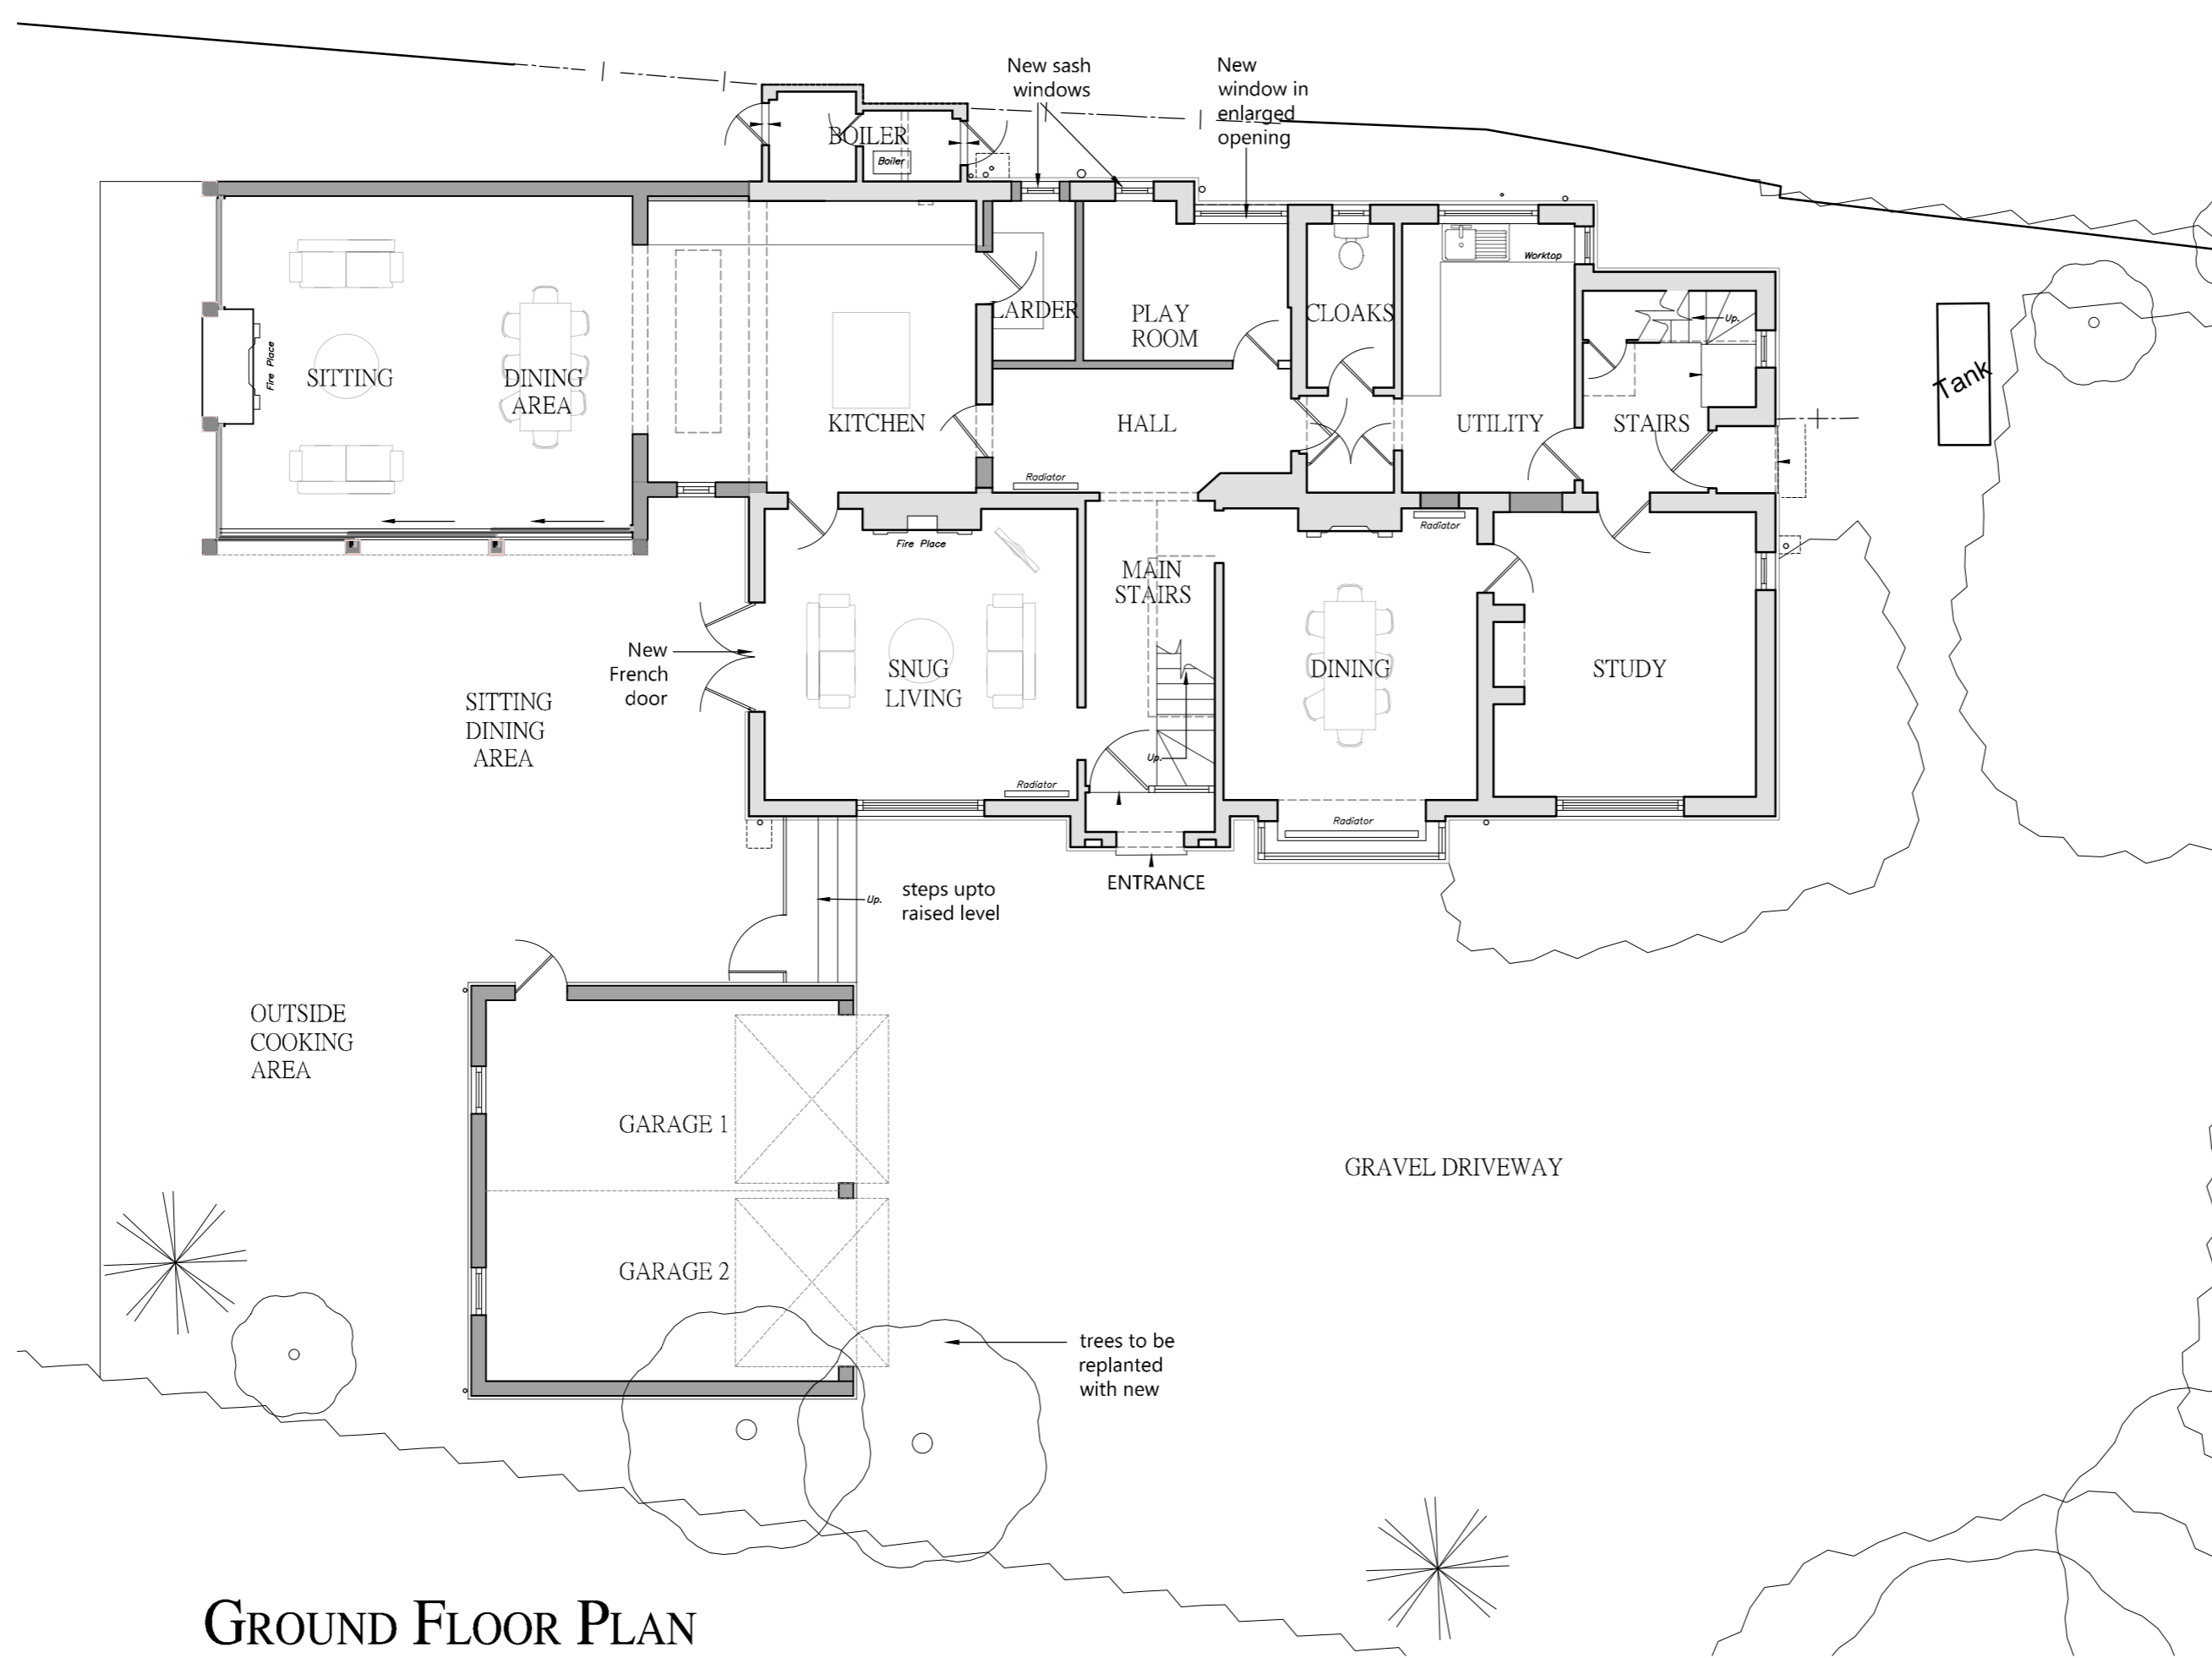 New sash
windows
New
window in
enlarged
opening
BOILER
Boiler
Worktop
LARDER
PLAY
ROOM
CLOAKS
Up.
Tank
Fire Place
SITTING
DINING
AREA
KITCHEN
HALL
UTILITY
STAIRS
Radiator
Radiator
Fire Place
MAIN
STAIRS
New
French
door
SNUG
LIVING
DINING
STUDY
SITTING
DINING
AREA
Up.
Radiator
Radiator
ENTRANCE
Up.
steps upto
raised level
OUTSIDE
COOKING
AREA
GARAGE 1
GRAVEL DRIVEWAY
GARAGE 2
trees to be
replanted
with new
GROUND FLOOR PLAN